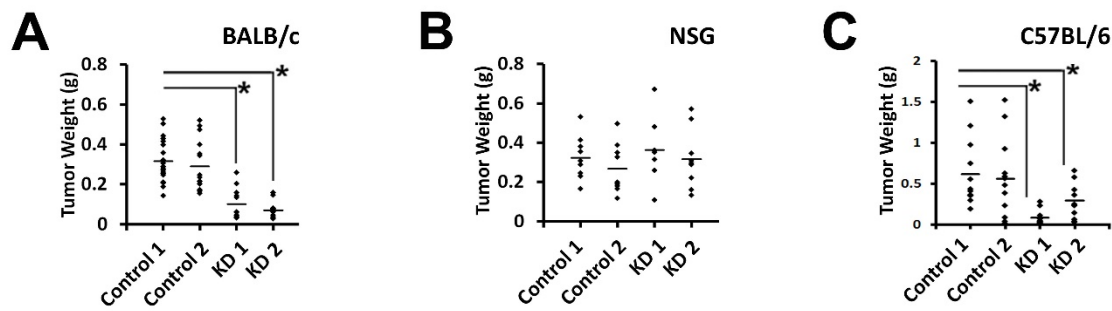 A
BALB/c
Tumor Weight (g)
0.8
0.6
0.4
0.2
0
*
*
Control 1
Control 2
KD 1
KD 2
B
NSG
Tumor Weight (g)
0.8
0.6
0.4
0.2
0
Control 1
Control 2
KD 1
KD 2
C
C57BL/6
Tumor Weight (g)
2
1.5
1
0.5
0
*
*
Control 1
Control 2
KD 1
KD 2